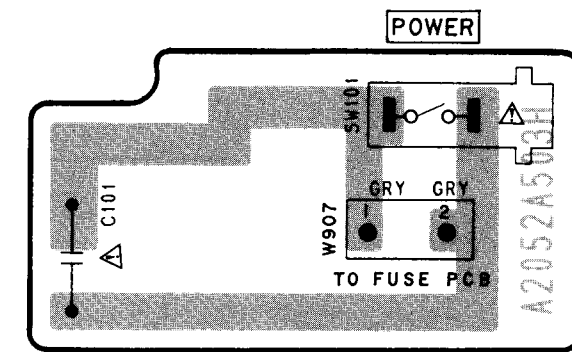 POWER
SW101
A2052A503H
C101
GRY GRY
1 2
W907
TO FUSE PCB